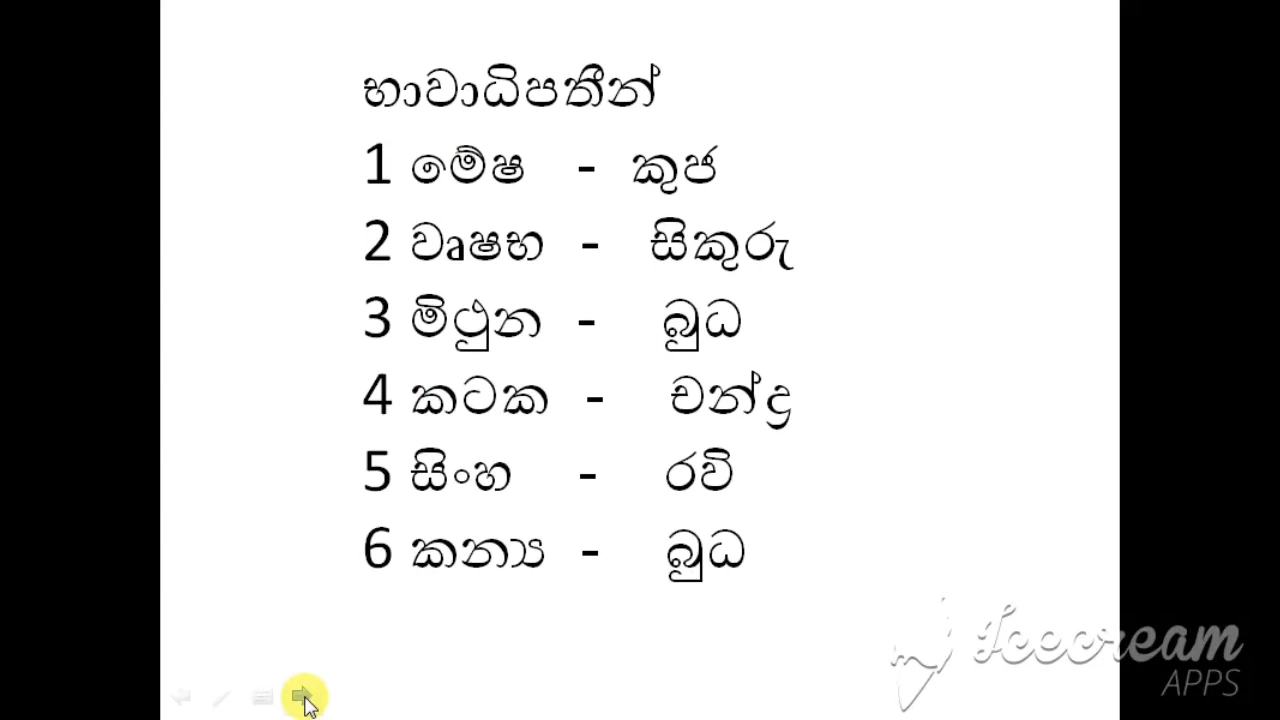 භාවාධිපතීන්
1 මේෂ - කුජ
2 වෘෂභ - සිකුරු
3 මිථුන - බුධ
4 කටක - චන්ද්‍ර
5 සිංහ - රවි
6 කන්‍ය - බුධ
Icecream
APPS